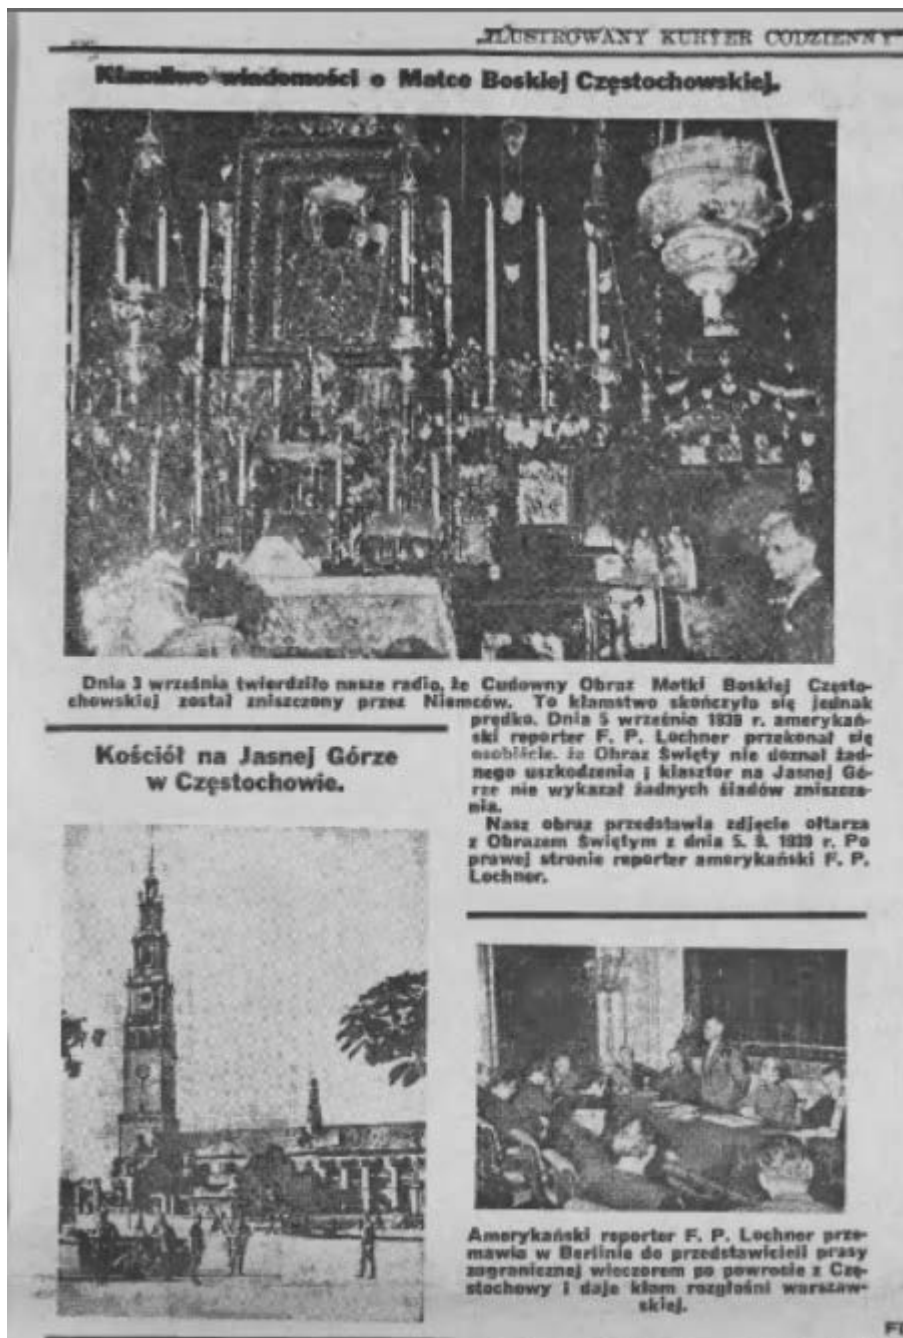 „ILUSTROWANY KURYER CODZIENNY"
Kłamliwe wiadomości o Matce Boskiej Częstochowskiej.
Dnia 3 września twierdziło nasze radio, że Cudowny Obraz Matki Boskiej Często-
chowskiej został zniszczony przez Niemców. To kłamstwo skończyło się jednak
prędko. Dnia 5 września 1939 r. amerykań-
ski reporter F. P. Lochner przekonał się
osobiście, że Obraz Święty nie doznał żad-
nego uszkodzenia i klasztor na Jasnej Gó-
rze nie wykazał żadnych śladów zniszcze-
nia.
Nasz obraz przedstawia zdjęcie ołtarza
z Obrazem Świętym z dnia 5. 9. 1939 r. Po
prawej stronie reporter amerykański F. P.
Lochner.
Kościół na Jasnej Górze
w Częstochowie.
Amerykański reporter F. P. Lochner prze-
mawia w Berlinie do przedstawicieli prasy
zagranicznej wieczorem po powrocie z Czę-
stochowy i daje kłam rozgłośni warszaw-
skiej.